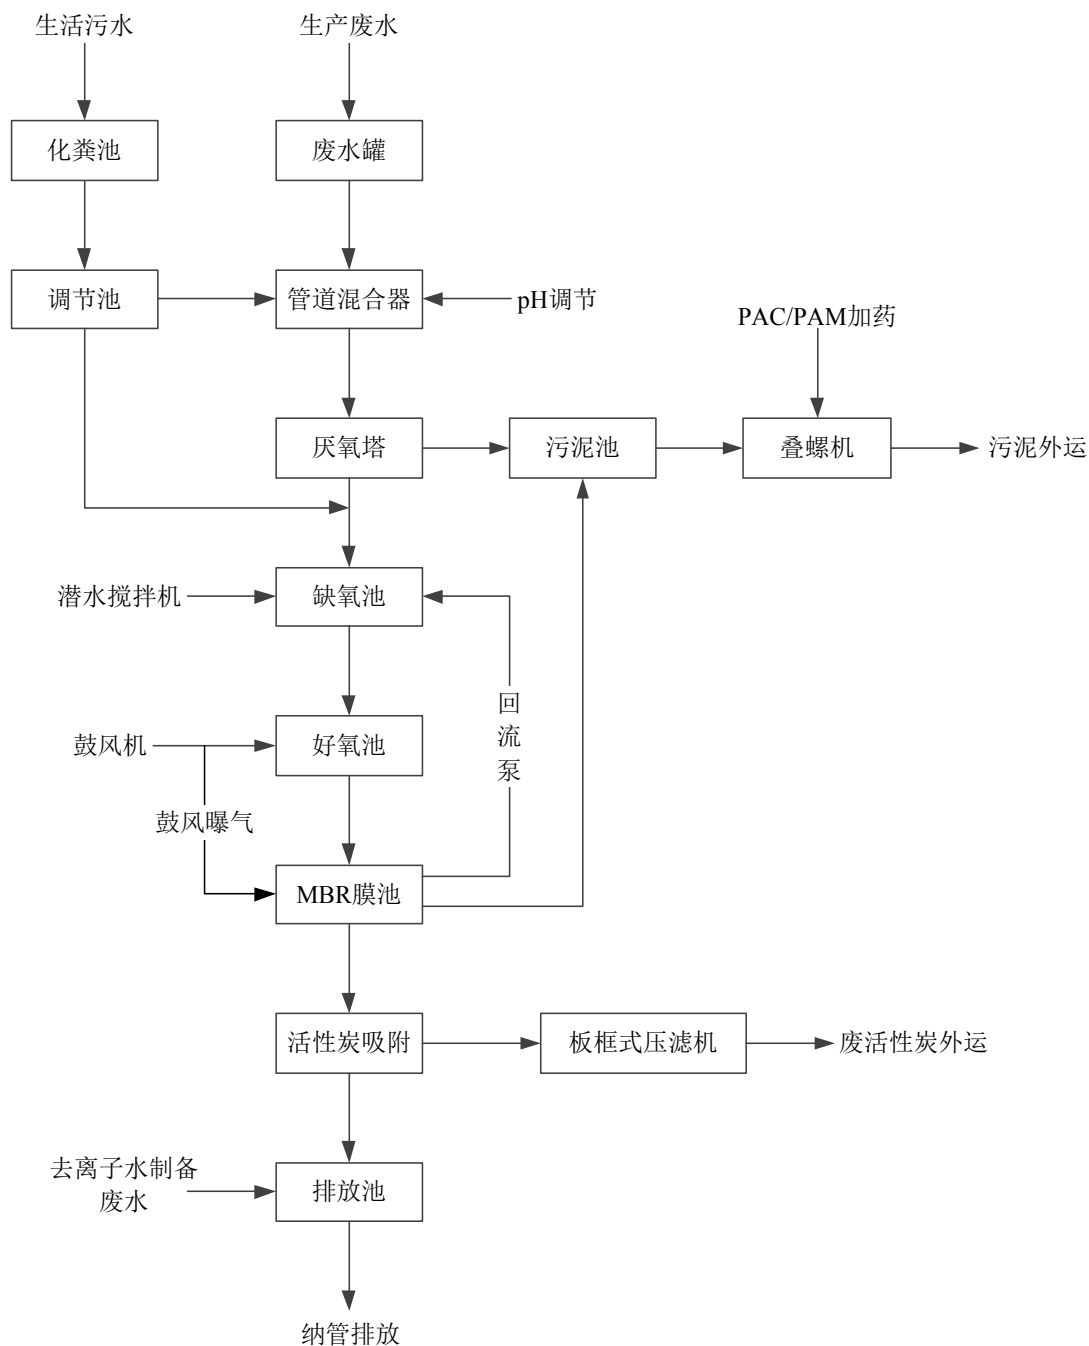 生活污水
生产废水
化粪池
废水罐
调节池
管道混合器
pH调节
PAC/PAM加药
厌氧塔
污泥池
叠螺机
污泥外运
潜水搅拌机
缺氧池
回流泵
鼓风机
好氧池
鼓风曝气
MBR膜池
活性炭吸附
板框式压滤机
废活性炭外运
去离子水制备
废水
排放池
纳管排放